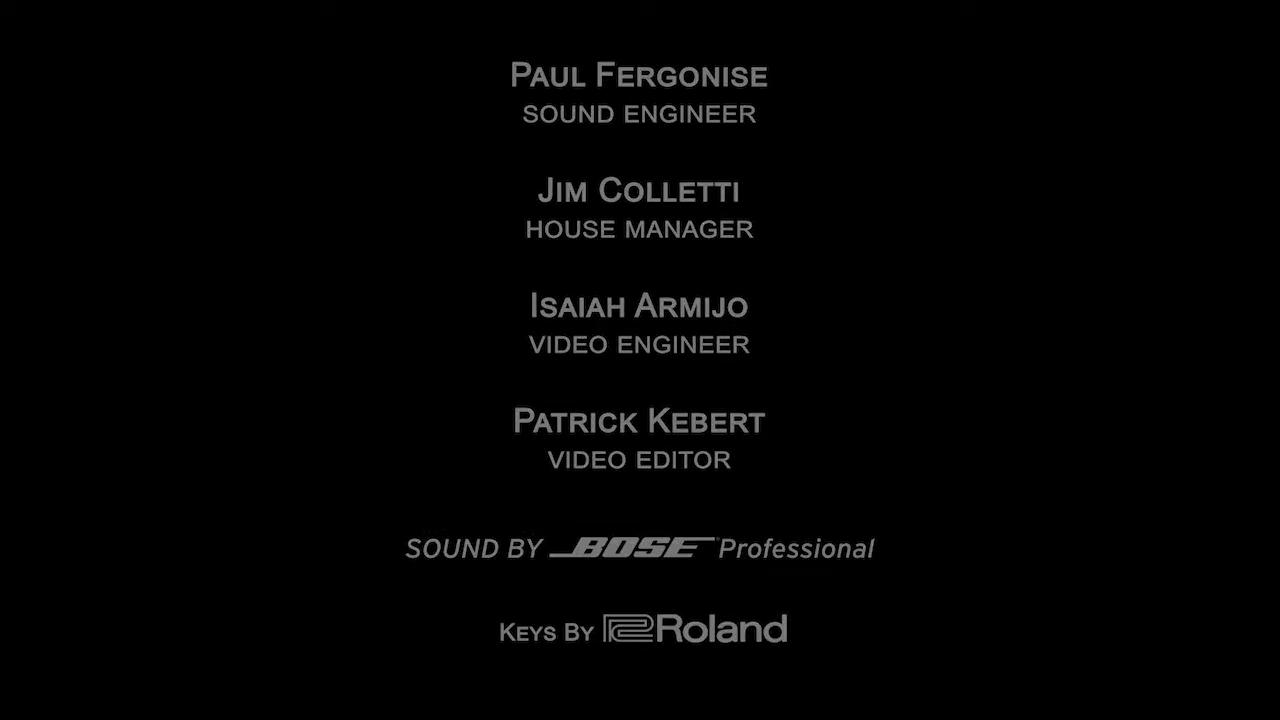 Paul Fergonise
SOUND ENGINEER
Jim Colletti
HOUSE MANAGER
Isaiah Armijo
VIDEO ENGINEER
Patrick Kebert
VIDEO EDITOR
SOUND BY BOSE Professional
Keys By Roland